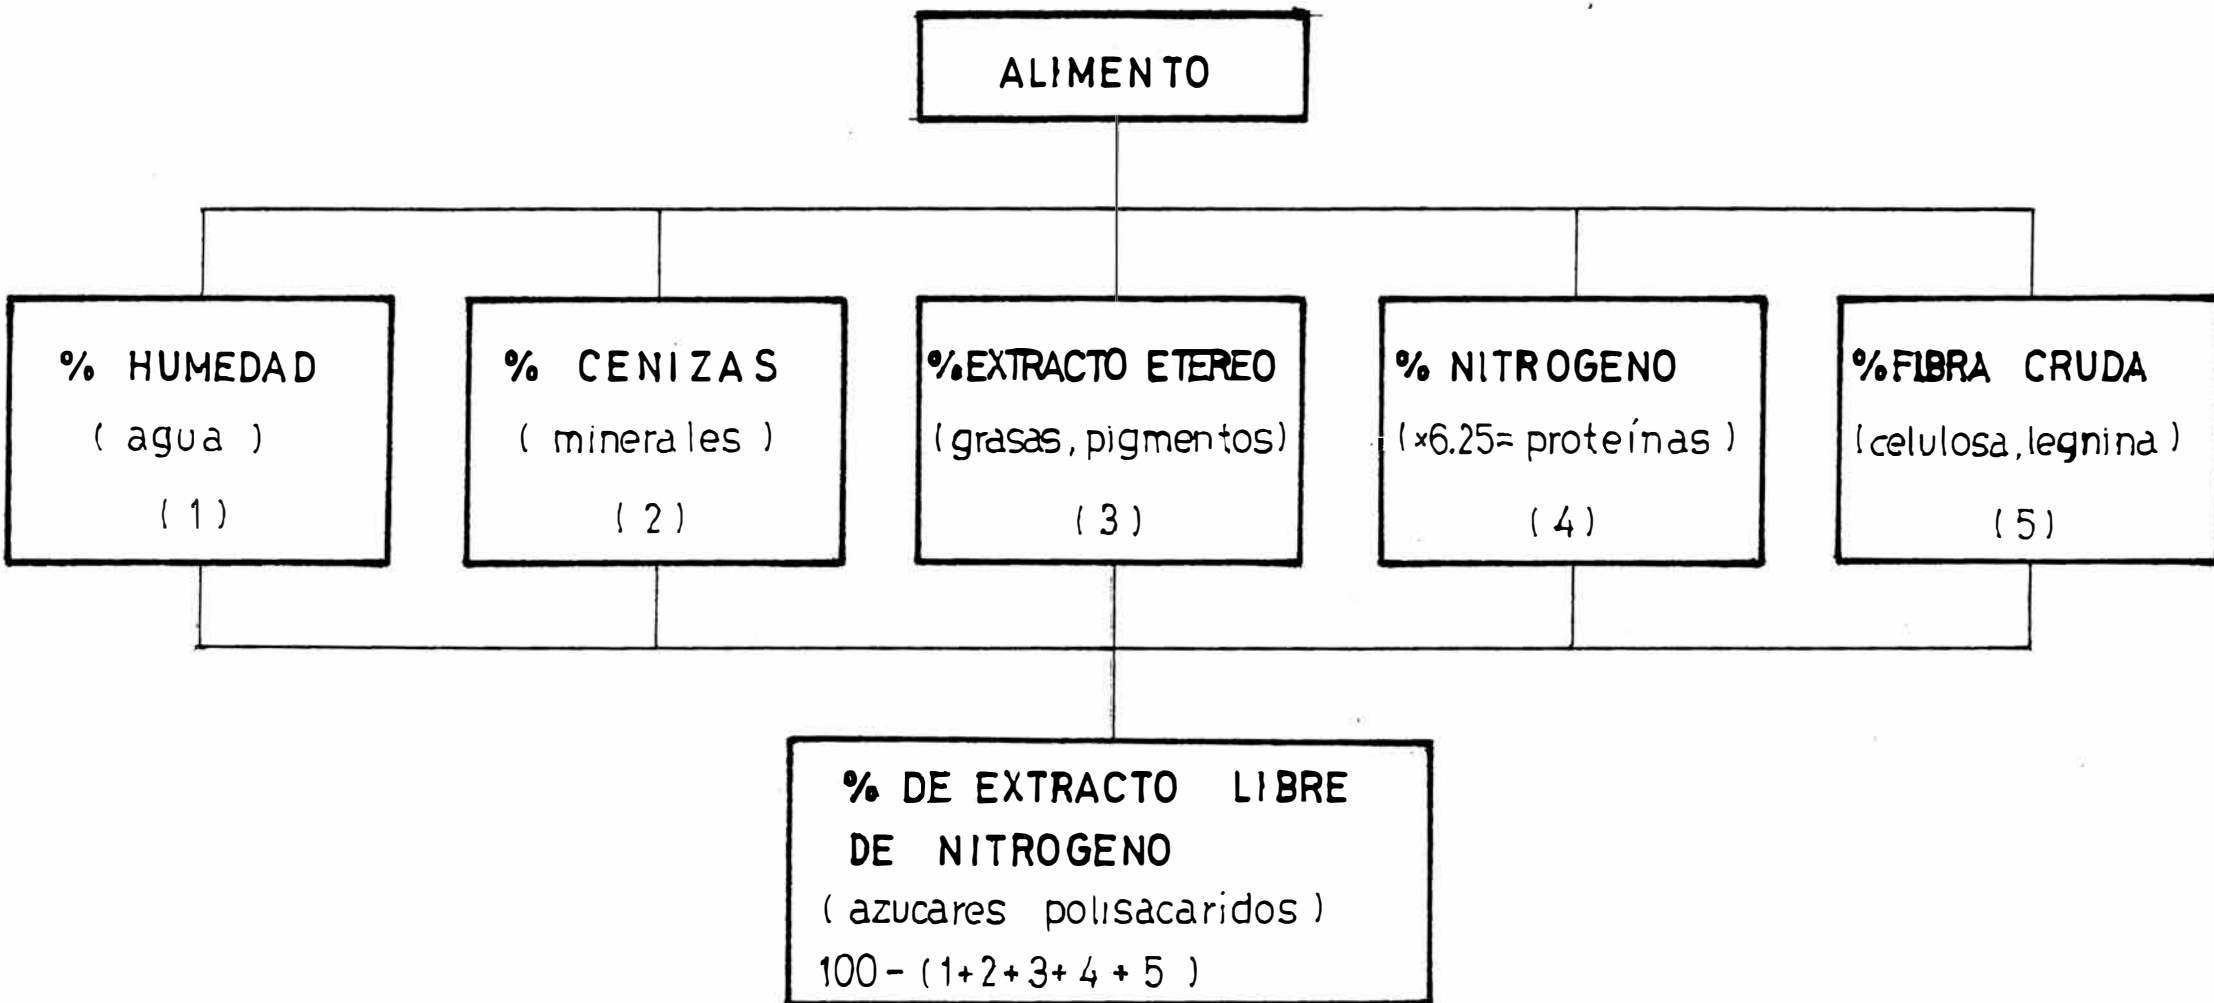 ALIMENTO
% HUMEDAD
( agua )
( 1 )
% CENIZAS
( minerales )
( 2 )
% EXTRACTO ETEREO
(grasas, pigmentos)
( 3 )
% NITROGENO
(×6.25= proteínas )
( 4 )
% FIBRA CRUDA
(celulosa, legnina )
( 5 )
% DE EXTRACTO LIBRE
DE NITROGENO
( azucares polisacaridos )
100 - ( 1 + 2 + 3 + 4 + 5 )